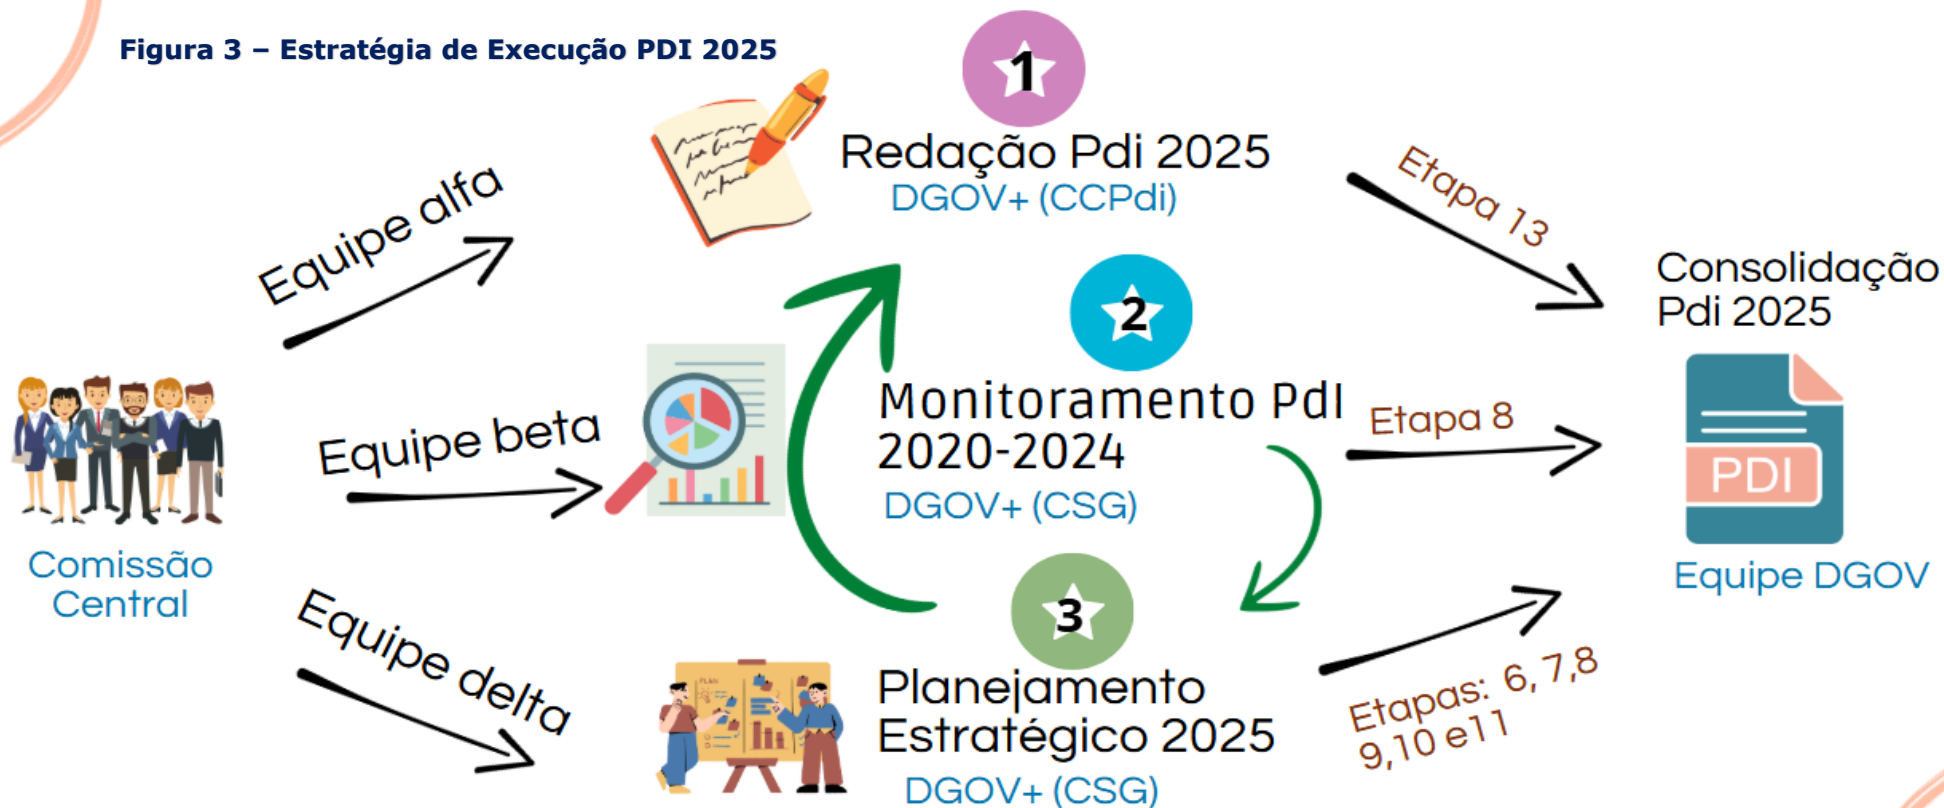 Figura 3 – Estratégia de Execução PDI 2025
1
Redação Pdi 2025
DGOV+ (CCPdi)
Equipe alfa
Etapa 13
Consolidação
Pdi 2025
2
Monitoramento PdI
2020-2024
DGOV+ (CSG)
Equipe beta
Etapa 8
PDI
Equipe DGOV
Comissão
Central
3
Equipe delta
PLAN
Planejamento
Estratégico 2025
DGOV+ (CSG)
Etapas: 6, 7,8
9,10 e11